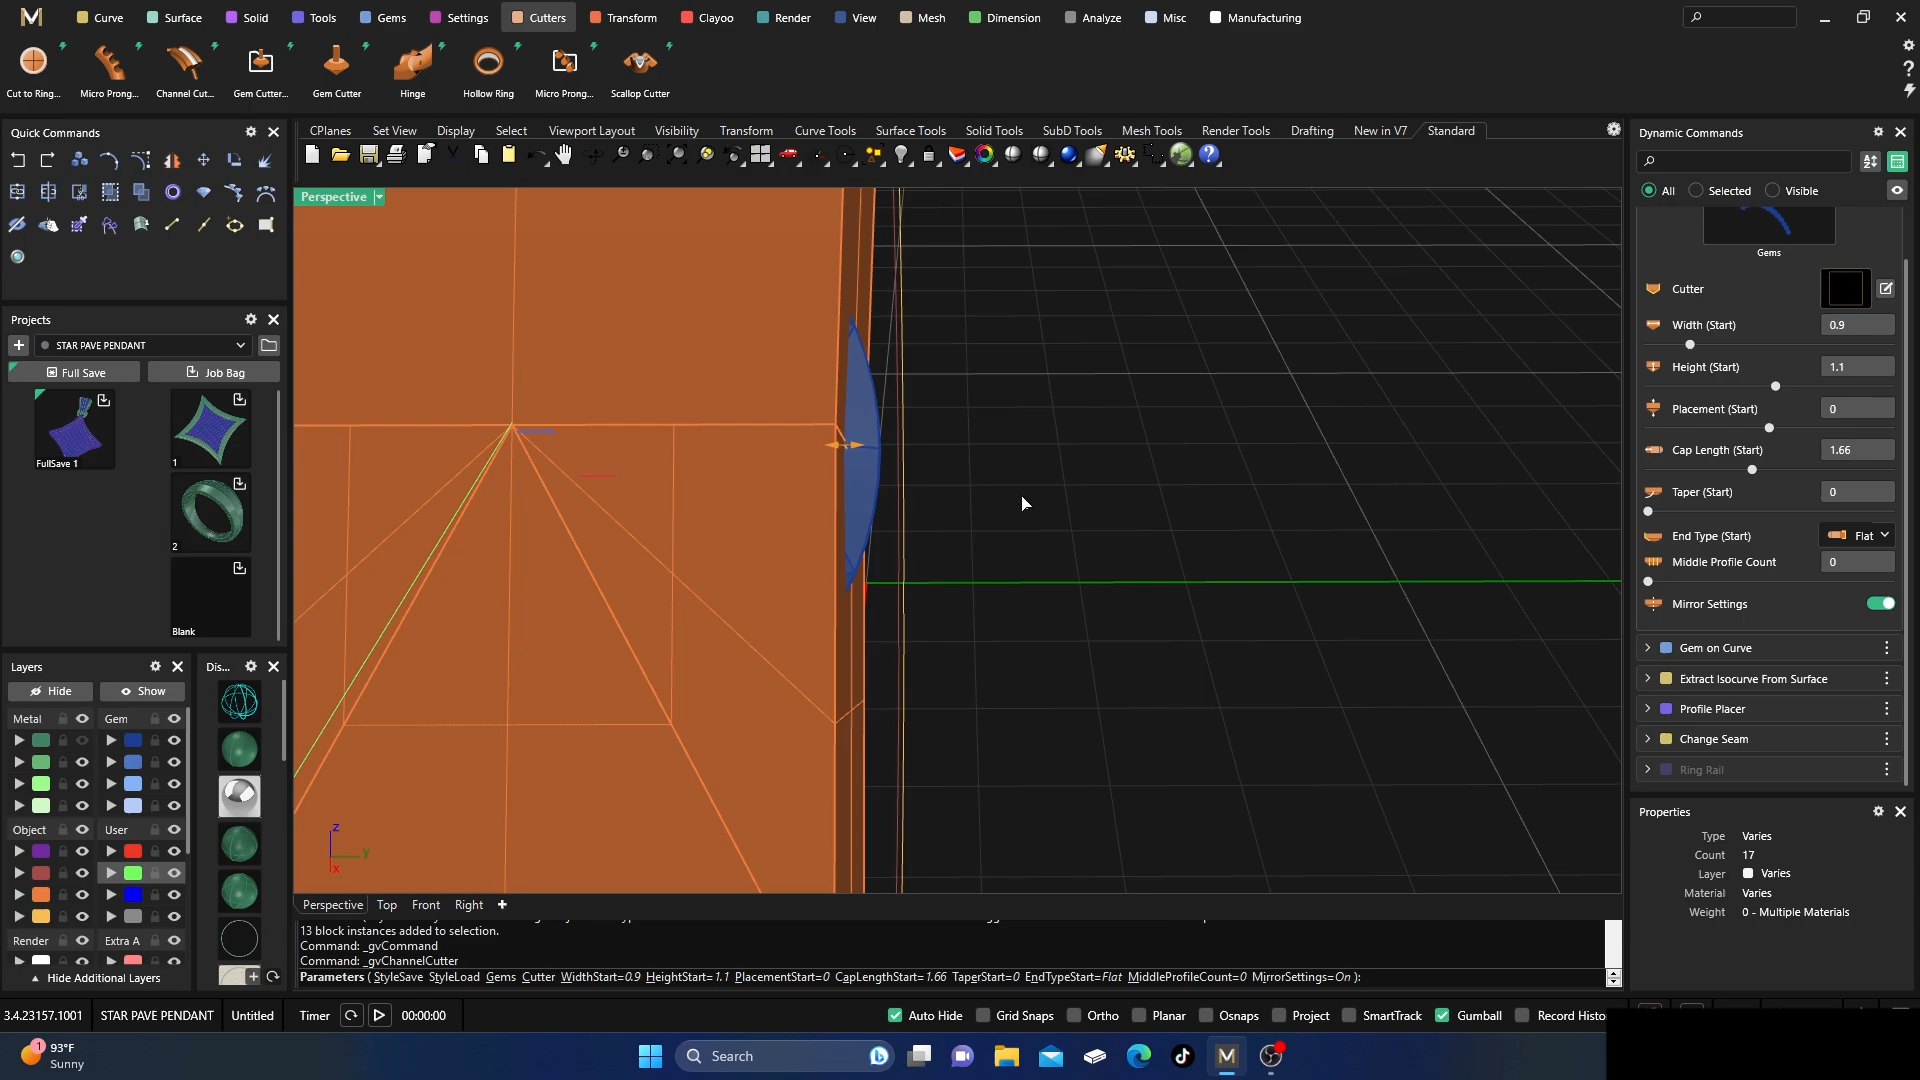 Curve Surface Solid Tools Gems Settings Cutters Transform Clayoo Render View Mesh Dimension Analyze Misc Manufacturing
Cut to Ring... Micro Prong... Channel Cut... Gem Cutter... Gem Cutter Hinge Hollow Ring Micro Prong... Scallop Cutter
Quick Commands
CPlanes Set View Display Select Viewport Layout Visibility Transform Curve Tools Surface Tools Solid Tools SubD Tools Mesh Tools Render Tools Drafting New in V7 Standard
Perspective
Projects
STAR PAVE PENDANT
Full Save Job Bag
FullSave 1
1
2
Blank
Layers
Hide Show
Metal Gem
Object User
Render Extra A
Hide Additional Layers
Dis...
z
y
x
Perspective Top Front Right
13 block instances added to selection.
Command: _gvCommand
Command: _gvChannelCutter
Parameters ( StyleSave StyleLoad Gems Cutter WidthStart=0.9 HeightStart=1.1 PlacementStart=0 CapLengthStart=1.66 TaperStart=0 EndTypeStart=Flat MiddleProfileCount=0 MirrorSettings=On ):
Dynamic Commands
All Selected Visible
Gems
Cutter
Width (Start) 0.9
Height (Start) 1.1
Placement (Start) 0
Cap Length (Start) 1.66
Taper (Start) 0
End Type (Start) Flat
Middle Profile Count 0
Mirror Settings
Gem on Curve
Extract Isocurve From Surface
Profile Placer
Change Seam
Ring Rail
Properties
Type Varies
Count 17
Layer Varies
Material Varies
Weight 0 - Multiple Materials
3.4.23157.1001 STAR PAVE PENDANT Untitled Timer 00:00:00 Auto Hide Grid Snaps Ortho Planar Osnaps Project SmartTrack Gumball Record Histo
1
93°F
Sunny
Search